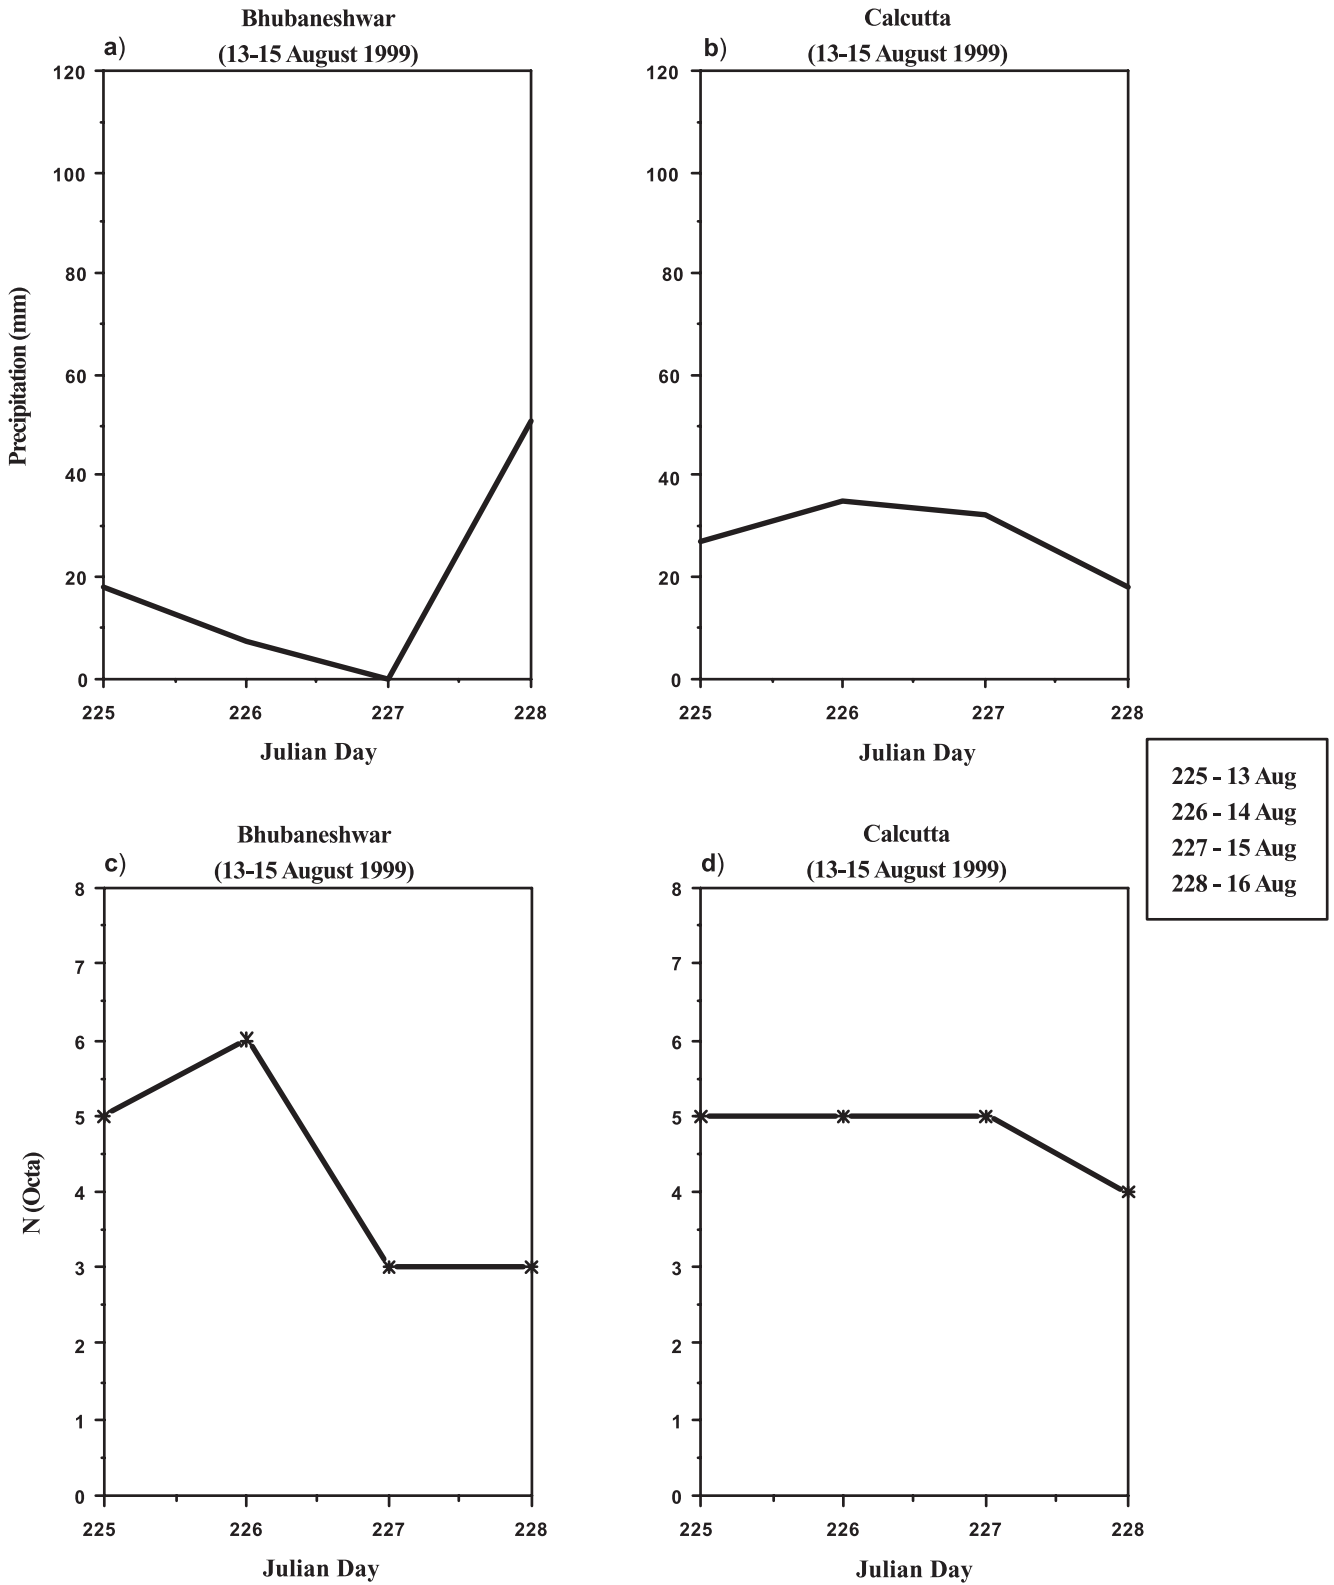 Bhubaneshwar
a)
(13-15 August 1999)
120
100
80
60
40
20
0
Precipitation (mm)
225 226 227 228
Julian Day
Calcutta
b)
(13-15 August 1999)
120
100
80
60
40
20
0
225 226 227 228
Julian Day
225 - 13 Aug
226 - 14 Aug
227 - 15 Aug
228 - 16 Aug
Bhubaneshwar
c)
(13-15 August 1999)
8
7
6
5
4
3
2
1
0
N (Octa)
225 226 227 228
Julian Day
Calcutta
d)
(13-15 August 1999)
8
7
6
5
4
3
2
1
0
225 226 227 228
Julian Day